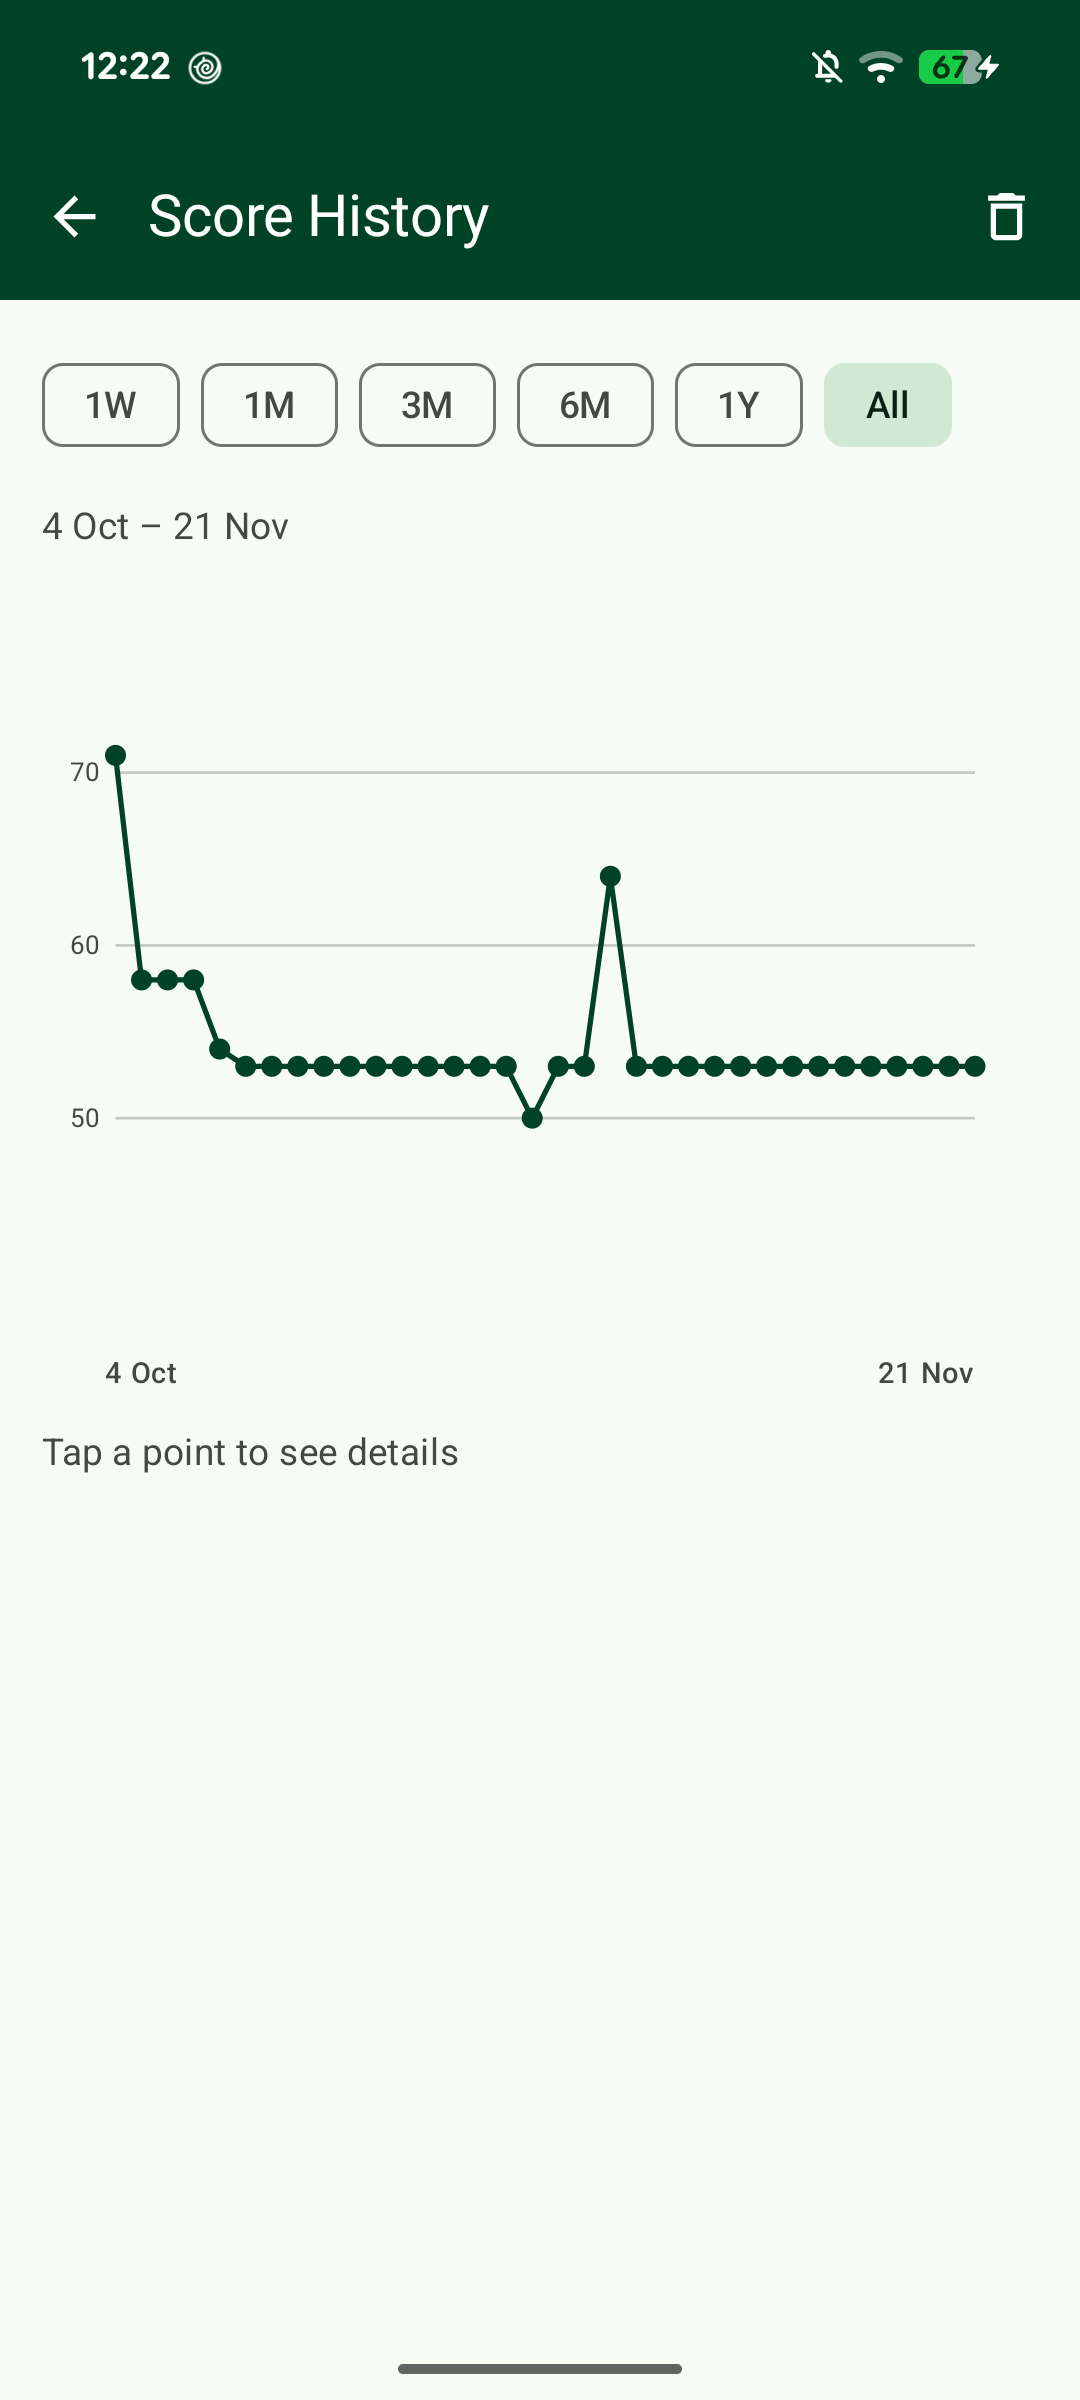 12:22
67
Score History
1W 1M 3M 6M 1Y All
4 Oct – 21 Nov
70
60
50
4 Oct 21 Nov
Tap a point to see details